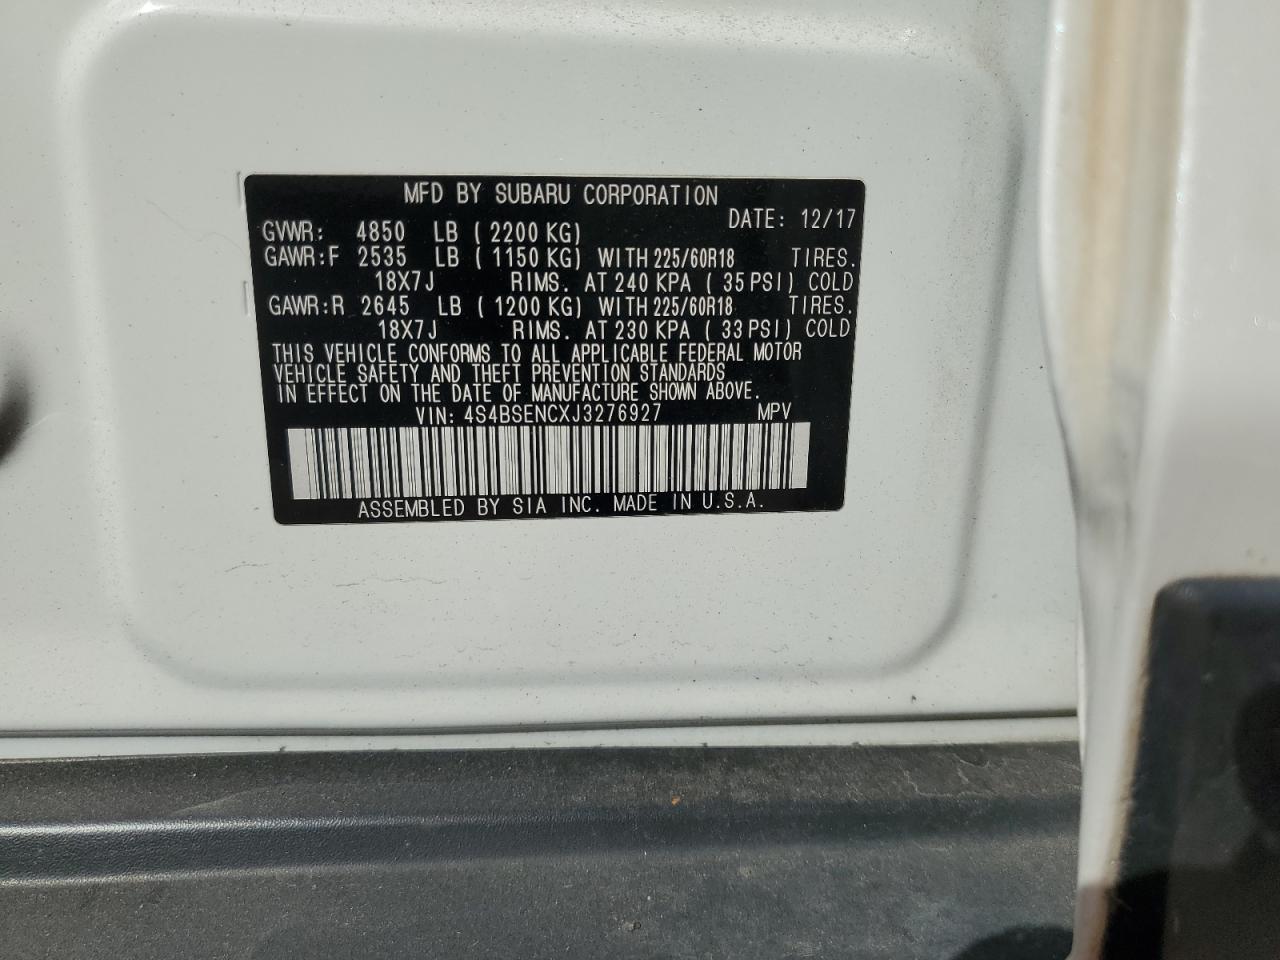 MFD BY SUBARU CORPORATION
DATE: 12/17
GVWR: 4850 LB (2200 KG)
GAWR:F 2535 LB (1150 KG) WITH 225/60R18 TIRES.
18X7J RIMS. AT 240 KPA (35 PSI) COLD
GAWR:R 2645 LB (1200 KG) WITH 225/60R18 TIRES.
18X7J RIMS. AT 230 KPA (33 PSI) COLD
THIS VEHICLE CONFORMS TO ALL APPLICABLE FEDERAL MOTOR
VEHICLE SAFETY AND THEFT PREVENTION STANDARDS
IN EFFECT ON THE DATE OF MANUFACTURE SHOWN ABOVE.
VIN: 4S4BSENCXJ3276927 MPV
ASSEMBLED BY SIA INC. MADE IN U.S.A.